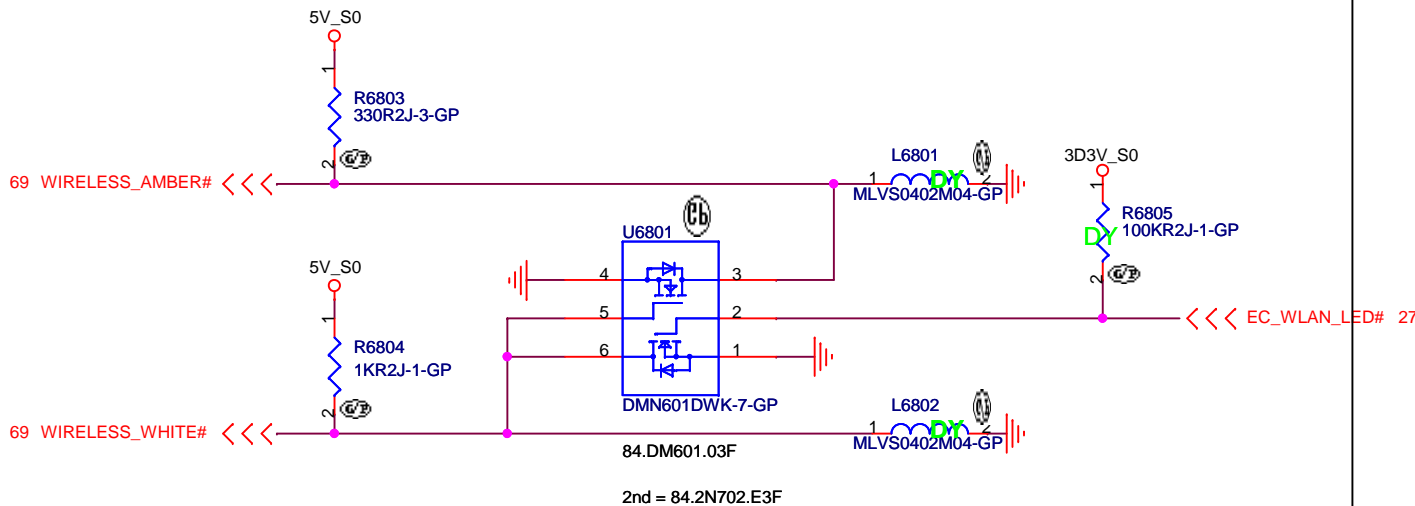 5V_S0
1
R6803
330R2J-3-GP
2
G/P
69 WIRELESS_AMBER#
L6801
1 DY 2
MLVS0402M04-GP
3D3V_S0
1
R6805
DY 100KR2J-1-GP
2
G/P
U6801
4 3
5 2
6 1
DMN601DWK-7-GP
84.DM601.03F
2nd = 84.2N702.E3F
EC_WLAN_LED# 27
5V_S0
1
R6804
1KR2J-1-GP
2
G/P
69 WIRELESS_WHITE#
L6802
1 DY 2
MLVS0402M04-GP